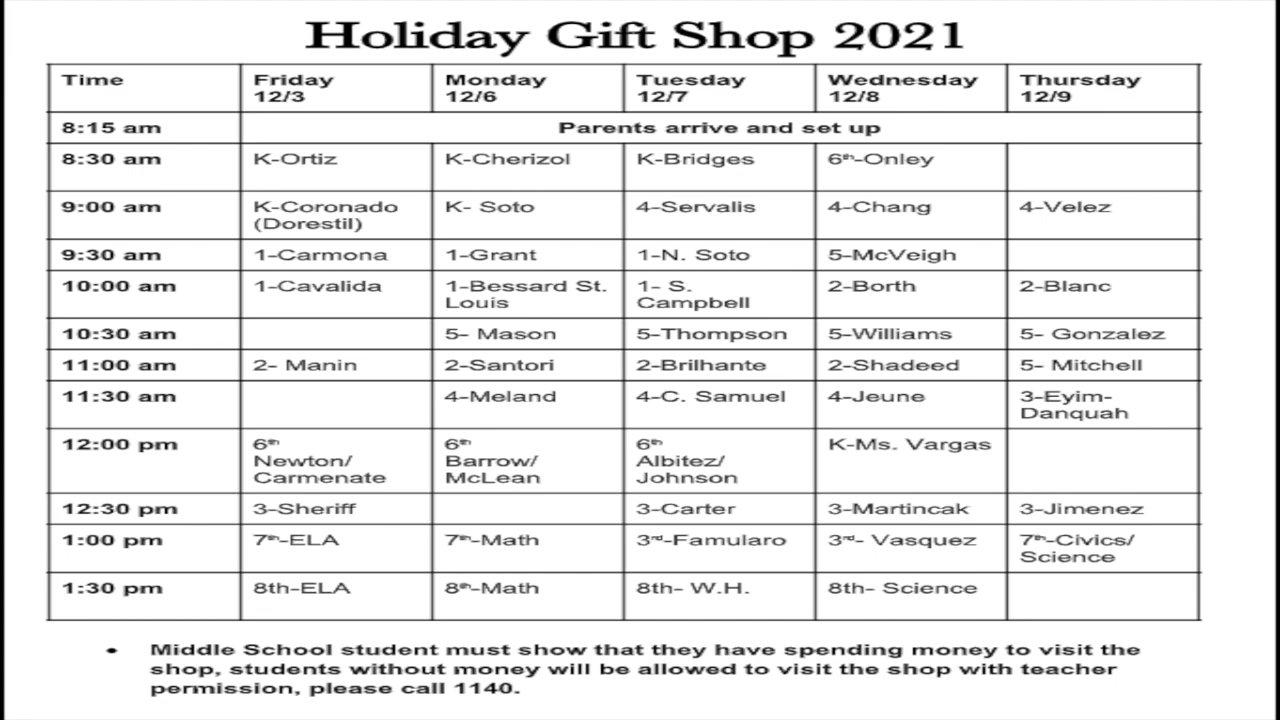 Holiday Gift Shop 2021
Time Friday Monday Tuesday Wednesday Thursday
12/3 12/6 12/7 12/8 12/9
8:15 am Parents arrive and set up
8:30 am K-Ortiz K-Cherizol K-Bridges 6th-Onley
9:00 am K-Coronado K- Soto 4-Servalis 4-Chang 4-Velez
(Dorestil)
9:30 am 1-Carmona 1-Grant 1-N. Soto 5-McVeigh
10:00 am 1-Cavalida 1-Bessard St. 1- S. 2-Borth 2-Blanc
Louis Campbell
10:30 am 5- Mason 5-Thompson 5-Williams 5- Gonzalez
11:00 am 2- Manin 2-Santori 2-Brilhante 2-Shadeed 5- Mitchell
11:30 am 4-Meland 4-C. Samuel 4-Jeune 3-Eyim-
Danquah
12:00 pm 6th 6th 6th K-Ms. Vargas
Newton/ Barrow/ Albitez/
Carmenate McLean Johnson
12:30 pm 3-Sheriff 3-Carter 3-Martincak 3-Jimenez
1:00 pm 7th-ELA 7th-Math 3rd-Famularo 3rd- Vasquez 7th-Civics/
Science
1:30 pm 8th-ELA 8th-Math 8th- W.H. 8th- Science
• Middle School student must show that they have spending money to visit the
shop, students without money will be allowed to visit the shop with teacher
permission, please call 1140.